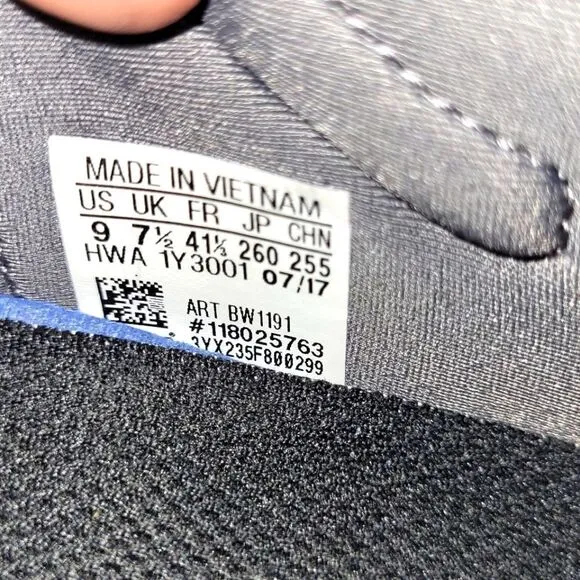 MADE IN VIETNAM
US UK FR JP CHN
9 7½ 41⅓ 260 255
HWA 1Y3001 07/17
ART BW1191
#118025763
3YX235F800299